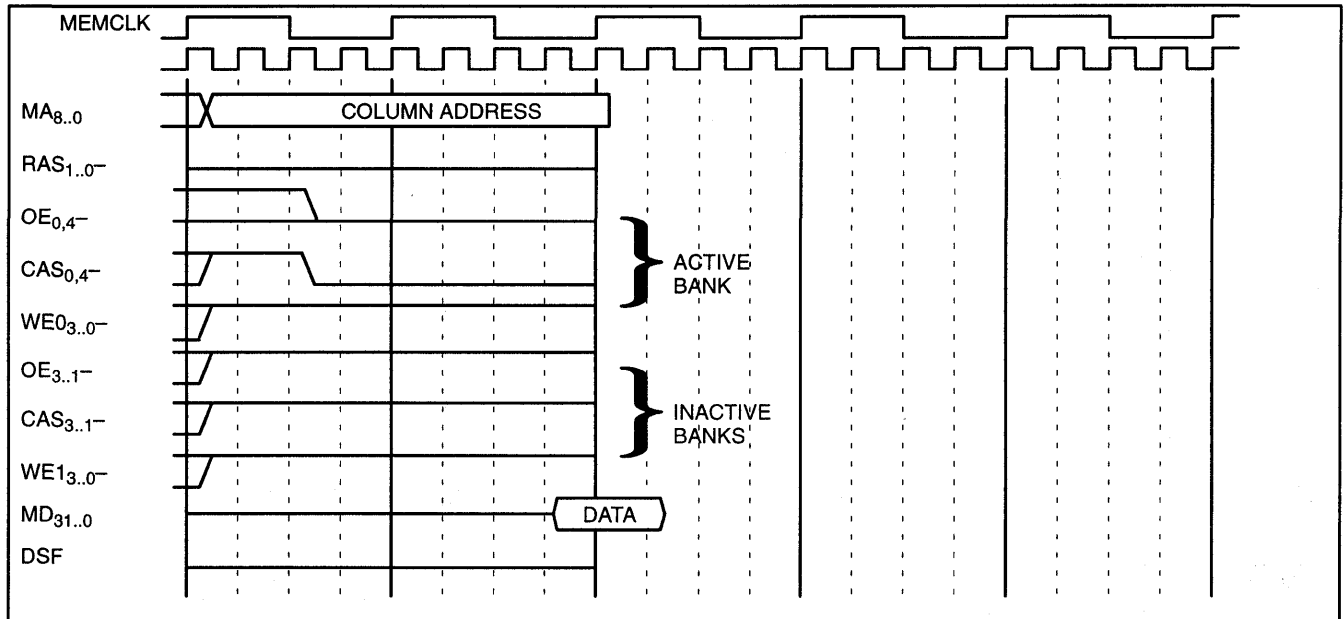 MEMCLK
MA8..0
COLUMN ADDRESS
RAS1..0–
OE0,4–
CAS0,4–
ACTIVE
BANK
WE03..0–
OE3..1–
CAS3..1–
INACTIVE
BANKS
WE13..0–
MD31..0
DATA
DSF